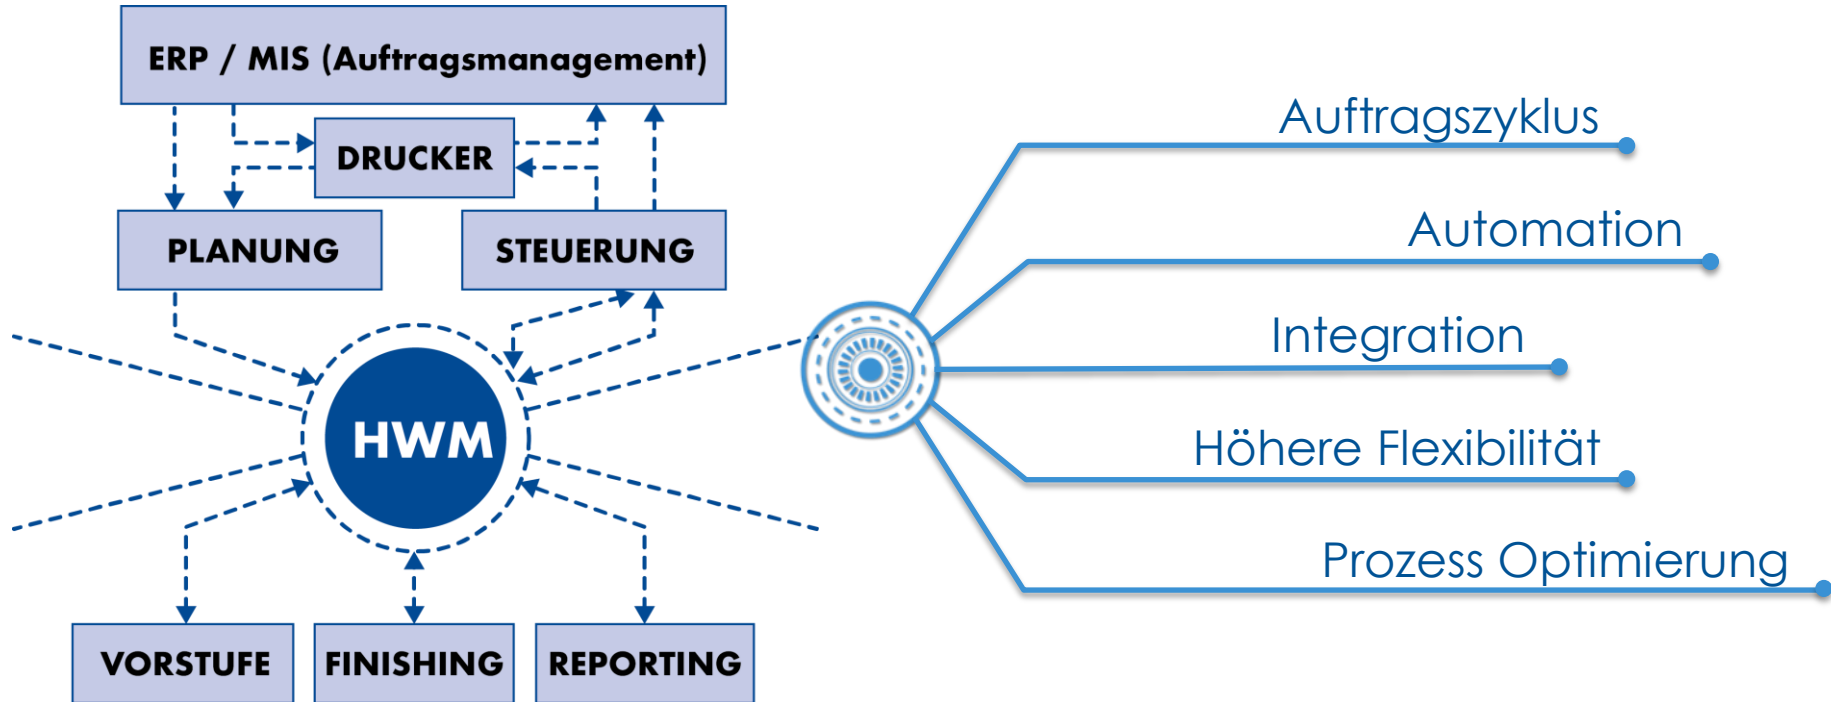 ERP / MIS (Auftragsmanagement)
DRUCKER
PLANUNG
STEUERUNG
HWM
VORSTUFE
FINISHING
REPORTING
Auftragszyklus
Automation
Integration
Höhere Flexibilität
Prozess Optimierung